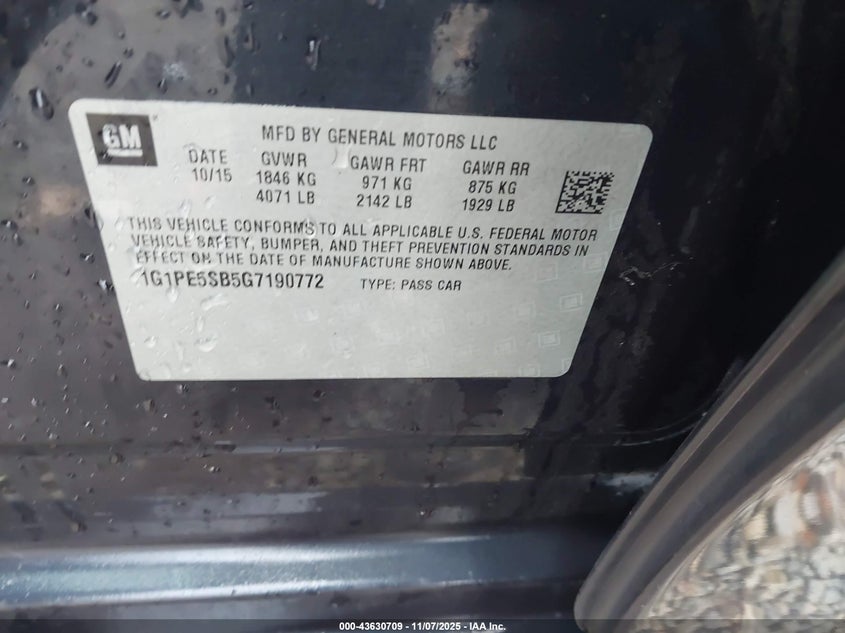 GM
MFD BY GENERAL MOTORS LLC
DATE GVWR GAWR FRT GAWR RR
10/15 1846 KG 971 KG 875 KG
4071 LB 2142 LB 1929 LB
THIS VEHICLE CONFORMS TO ALL APPLICABLE U.S. FEDERAL MOTOR
VEHICLE SAFETY, BUMPER, AND THEFT PREVENTION STANDARDS IN
EFFECT ON THE DATE OF MANUFACTURE SHOWN ABOVE.
1G1PE5SB5G7190772 TYPE: PASS CAR
000-43630709 - 11/07/2025 - IAA Inc.